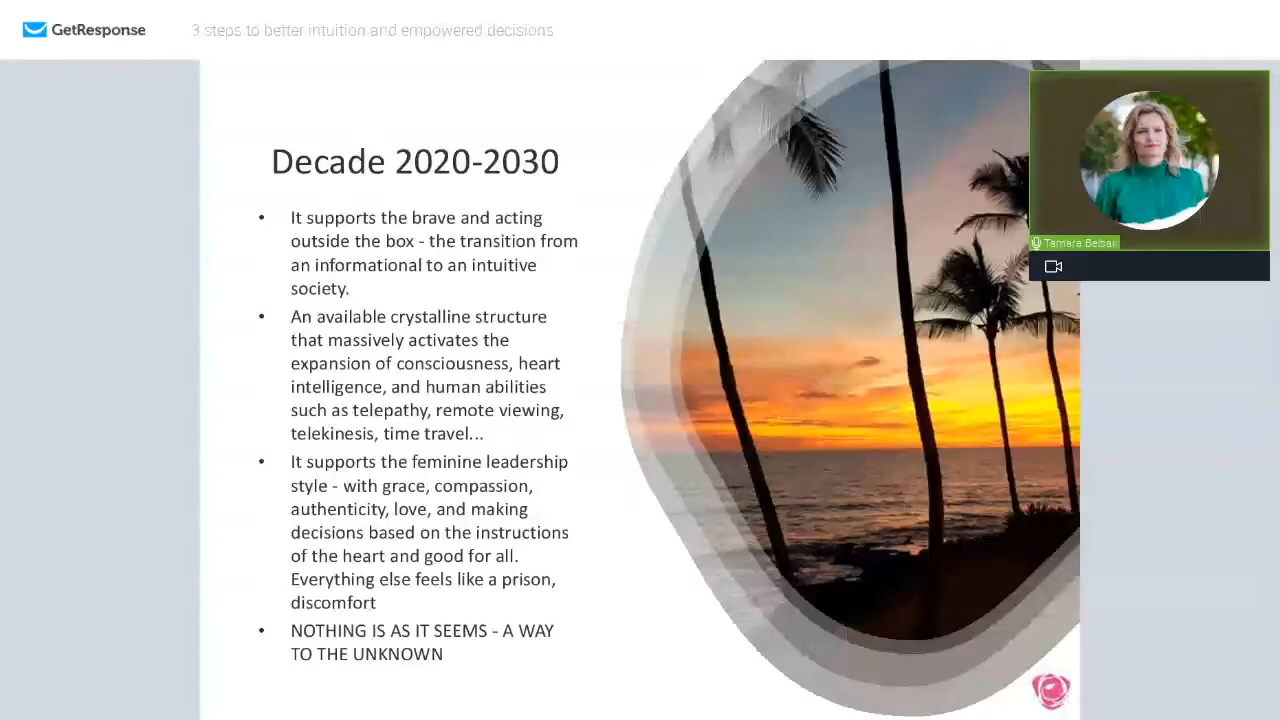 GetResponse
3 steps to better intuition and empowered decisions
Decade 2020-2030
• It supports the brave and acting
outside the box - the transition from
an informational to an intuitive
society.
• An available crystalline structure
that massively activates the
expansion of consciousness, heart
intelligence, and human abilities
such as telepathy, remote viewing,
telekinesis, time travel...
• It supports the feminine leadership
style - with grace, compassion,
authenticity, love, and making
decisions based on the instructions
of the heart and good for all.
Everything else feels like a prison,
discomfort
• NOTHING IS AS IT SEEMS - A WAY
TO THE UNKNOWN
Tamara